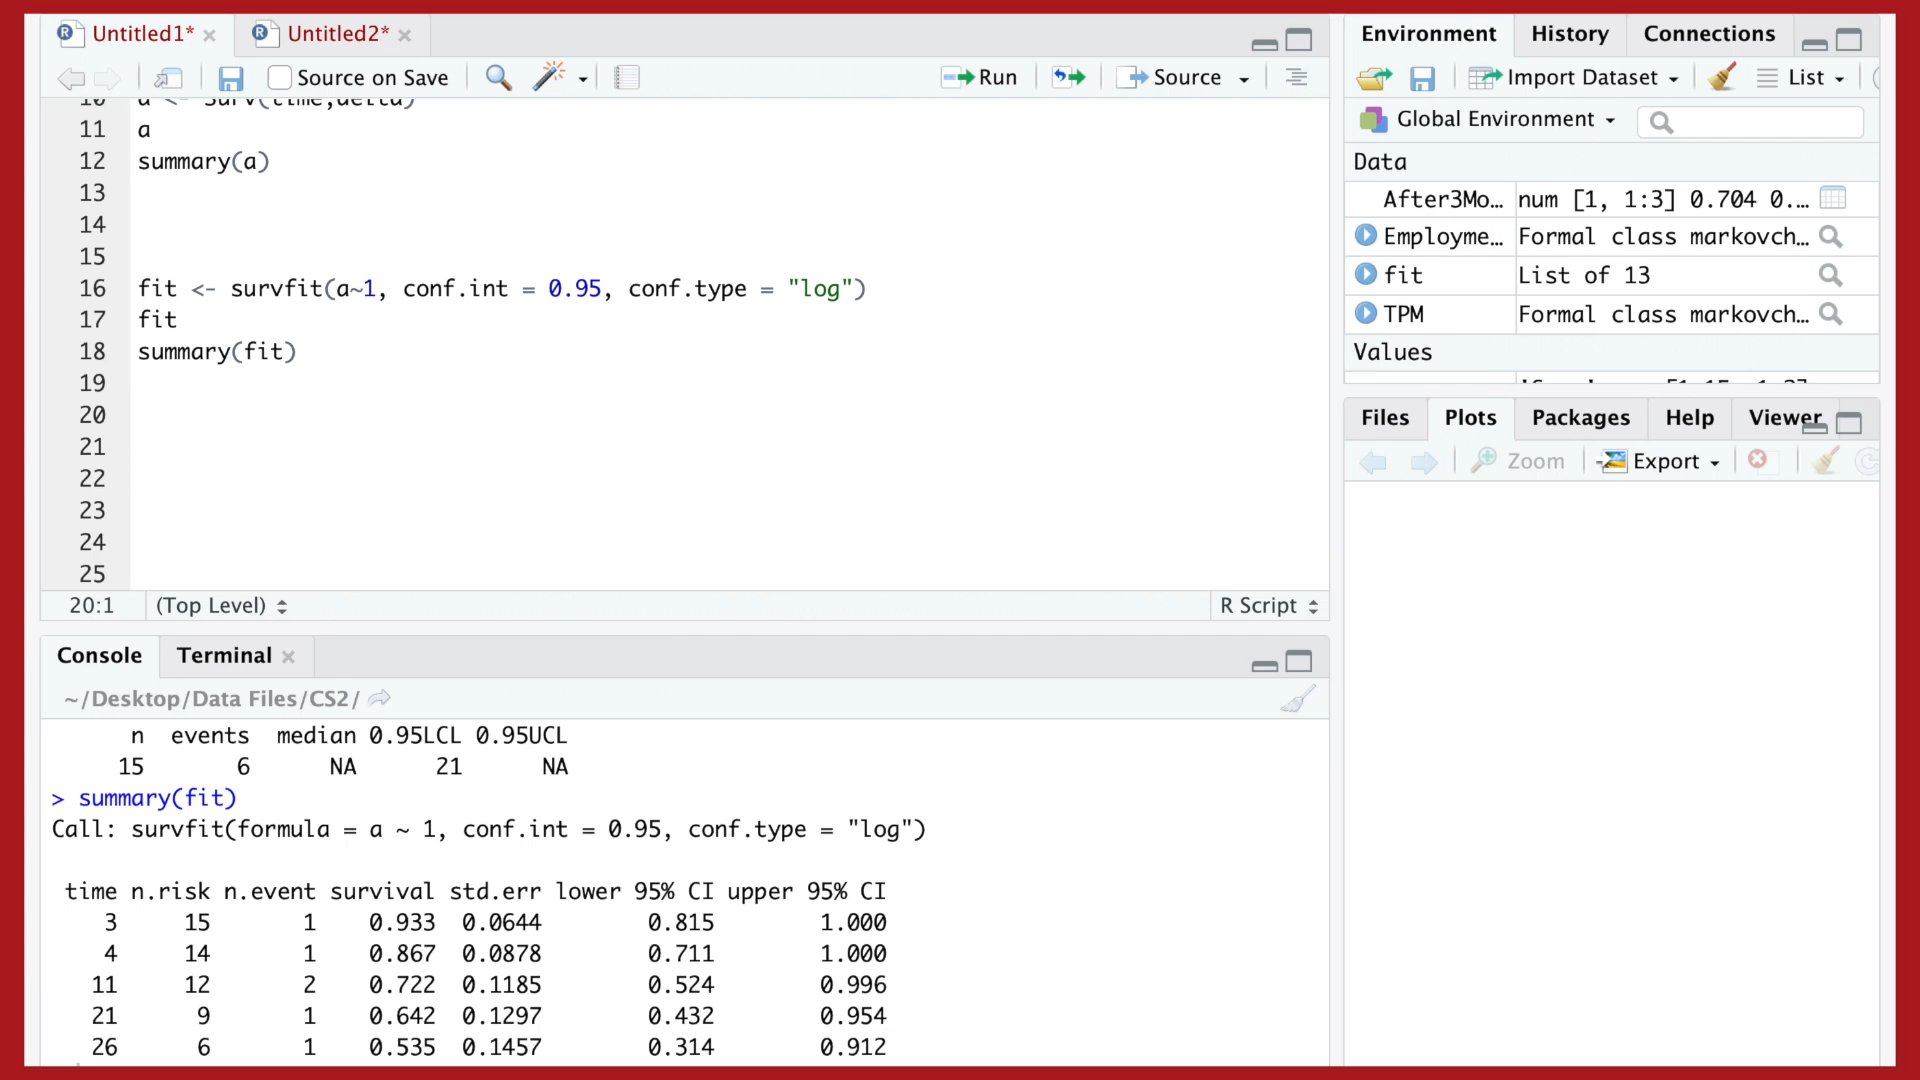 Untitled1*
Untitled2*
Source on Save
Run
Source
10 a <- Surv(time,delta)
11 a
12 summary(a)
13
14
15
16 fit <- survfit(a~1, conf.int = 0.95, conf.type = "log")
17 fit
18 summary(fit)
19
20
21
22
23
24
25
20:1 (Top Level) R Script
Console Terminal
~/Desktop/Data Files/CS2/
n events median 0.95LCL 0.95UCL
15 6 NA 21 NA
> summary(fit)
Call: survfit(formula = a ~ 1, conf.int = 0.95, conf.type = "log")
time n.risk n.event survival std.err lower 95% CI upper 95% CI
3 15 1 0.933 0.0644 0.815 1.000
4 14 1 0.867 0.0878 0.711 1.000
11 12 2 0.722 0.1185 0.524 0.996
21 9 1 0.642 0.1297 0.432 0.954
26 6 1 0.535 0.1457 0.314 0.912
Environment History Connections
Import Dataset List
Global Environment
Data
After3Mo… num [1, 1:3] 0.704 0.…
Employme… Formal class markovch…
fit List of 13
TPM Formal class markovch…
Values
Files Plots Packages Help Viewer
Zoom Export